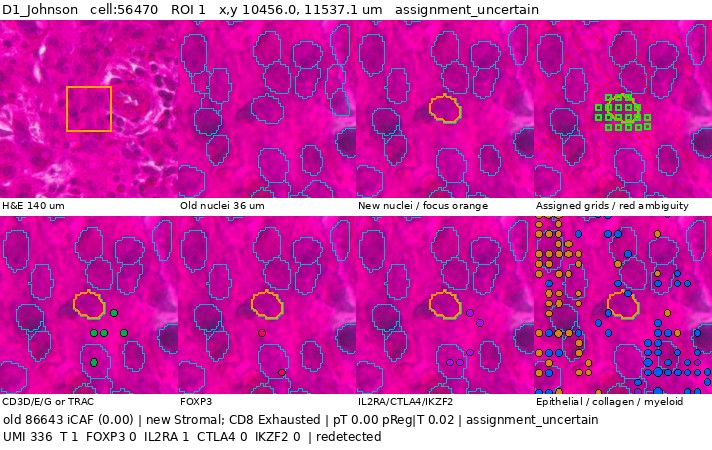 D1_Johnson   cell:56470   ROI 1   x,y 10456.0, 11537.1 um   assignment_uncertain
H&E 140 um
Old nuclei 36 um
New nuclei / focus orange
Assigned grids / red ambiguity
CD3D/E/G or TRAC
FOXP3
IL2RA/CTLA4/IKZF2
Epithelial / collagen / myeloid
old 86643 iCAF (0.00) | new Stromal; CD8 Exhausted | pT 0.00 pReg|T 0.02 | assignment_uncertain
UMI 336  T 1  FOXP3 0  IL2RA 1  CTLA4 0  IKZF2 0  | redetected